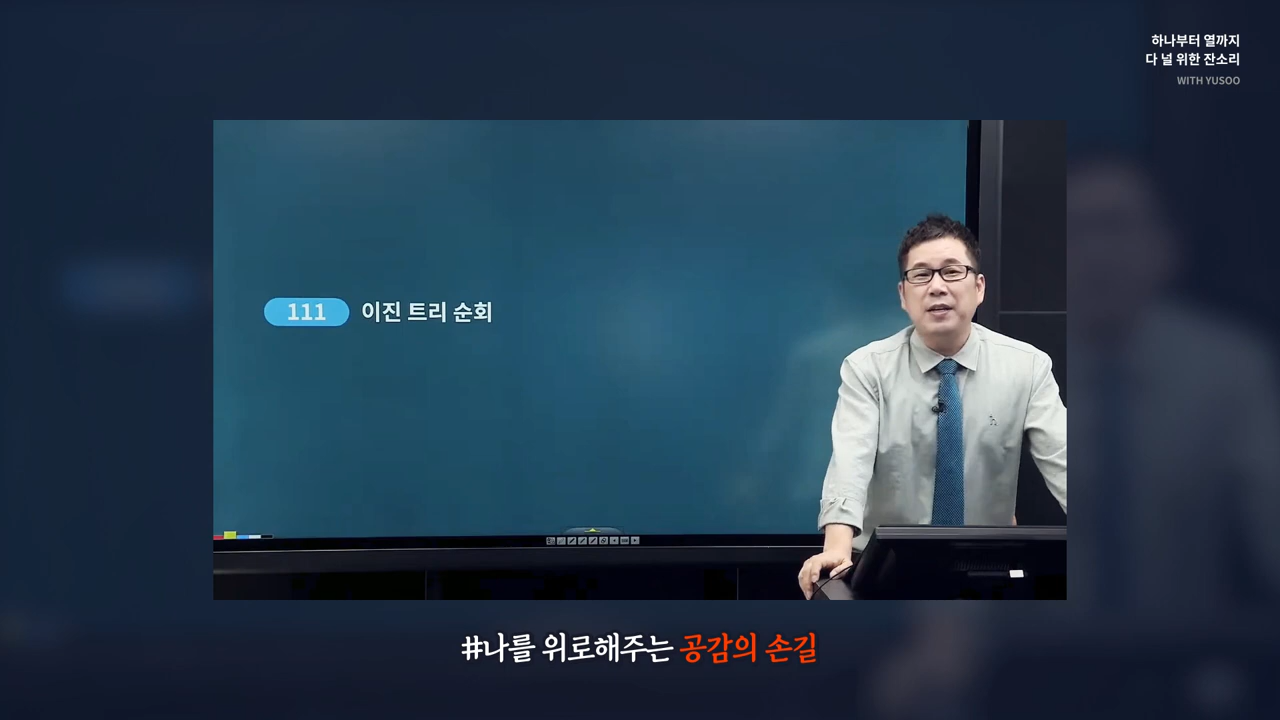 하나부터 열까지
다 널 위한 잔소리
WITH YUSOO
111 이진 트리 순회
#나를 위로해주는 공감의 손길